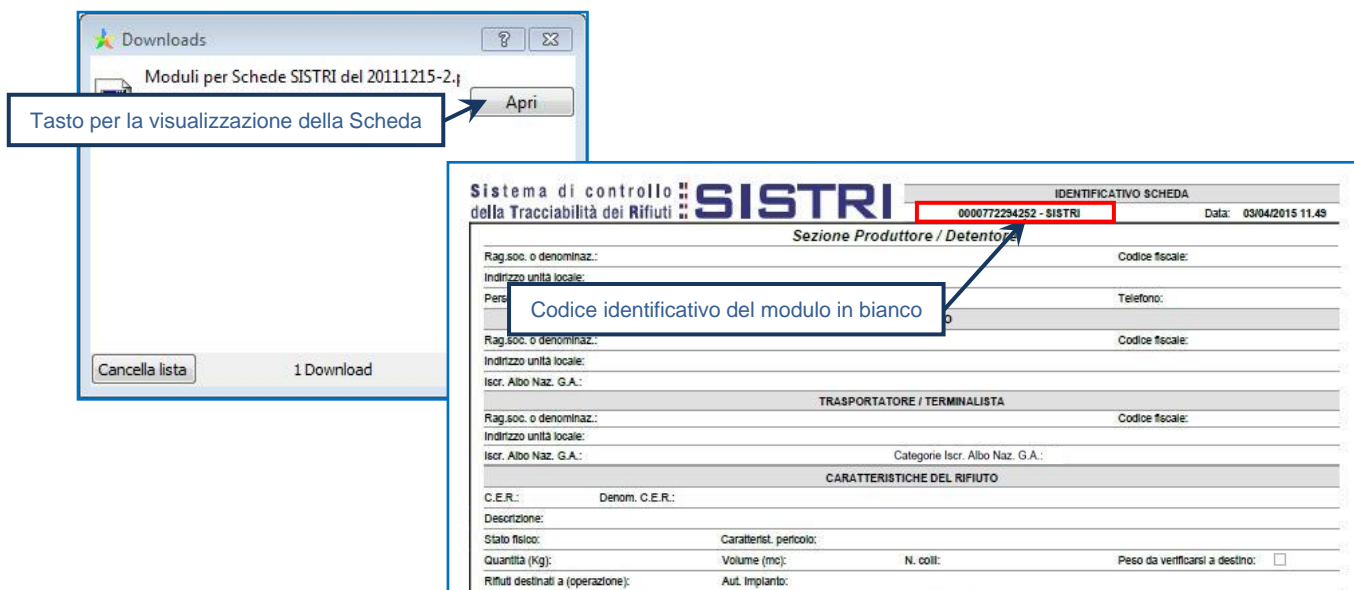 Downloads
Moduli per Schede SISTRI del 20111215-2.p
Apri
Tasto per la visualizzazione della Scheda
Cancella lista
1 Download
Sistema di controllo
della Tracciabilità dei Rifiuti
SISTRI
IDENTIFICATIVO SCHEDA
0000772294252 - SISTRI Data: 03/04/2015 11.49
Sezione Produttore / Detentore
Rag.soc. o denominaz.: Codice fiscale:
Indirizzo unità locale:
Pers Telefono:
Codice identificativo del modulo in bianco
O
Rag.soc. o denominaz.: Codice fiscale:
Indirizzo unità locale:
Iscr. Albo Naz. G.A.:
TRASPORTATORE / TERMINALISTA
Rag.soc. o denominaz.: Codice fiscale:
Indirizzo unità locale:
Iscr. Albo Naz. G.A.: Categorie Iscr. Albo Naz. G.A.:
CARATTERISTICHE DEL RIFIUTO
C.E.R.: Denom. C.E.R.:
Descrizione:
Stato fisico: Caratterist. pericolo:
Quantità (Kg): Volume (mc): N. colli: Peso da verificarsi a destino:
Rifiuti destinati a (operazione): Aut. Impianto: